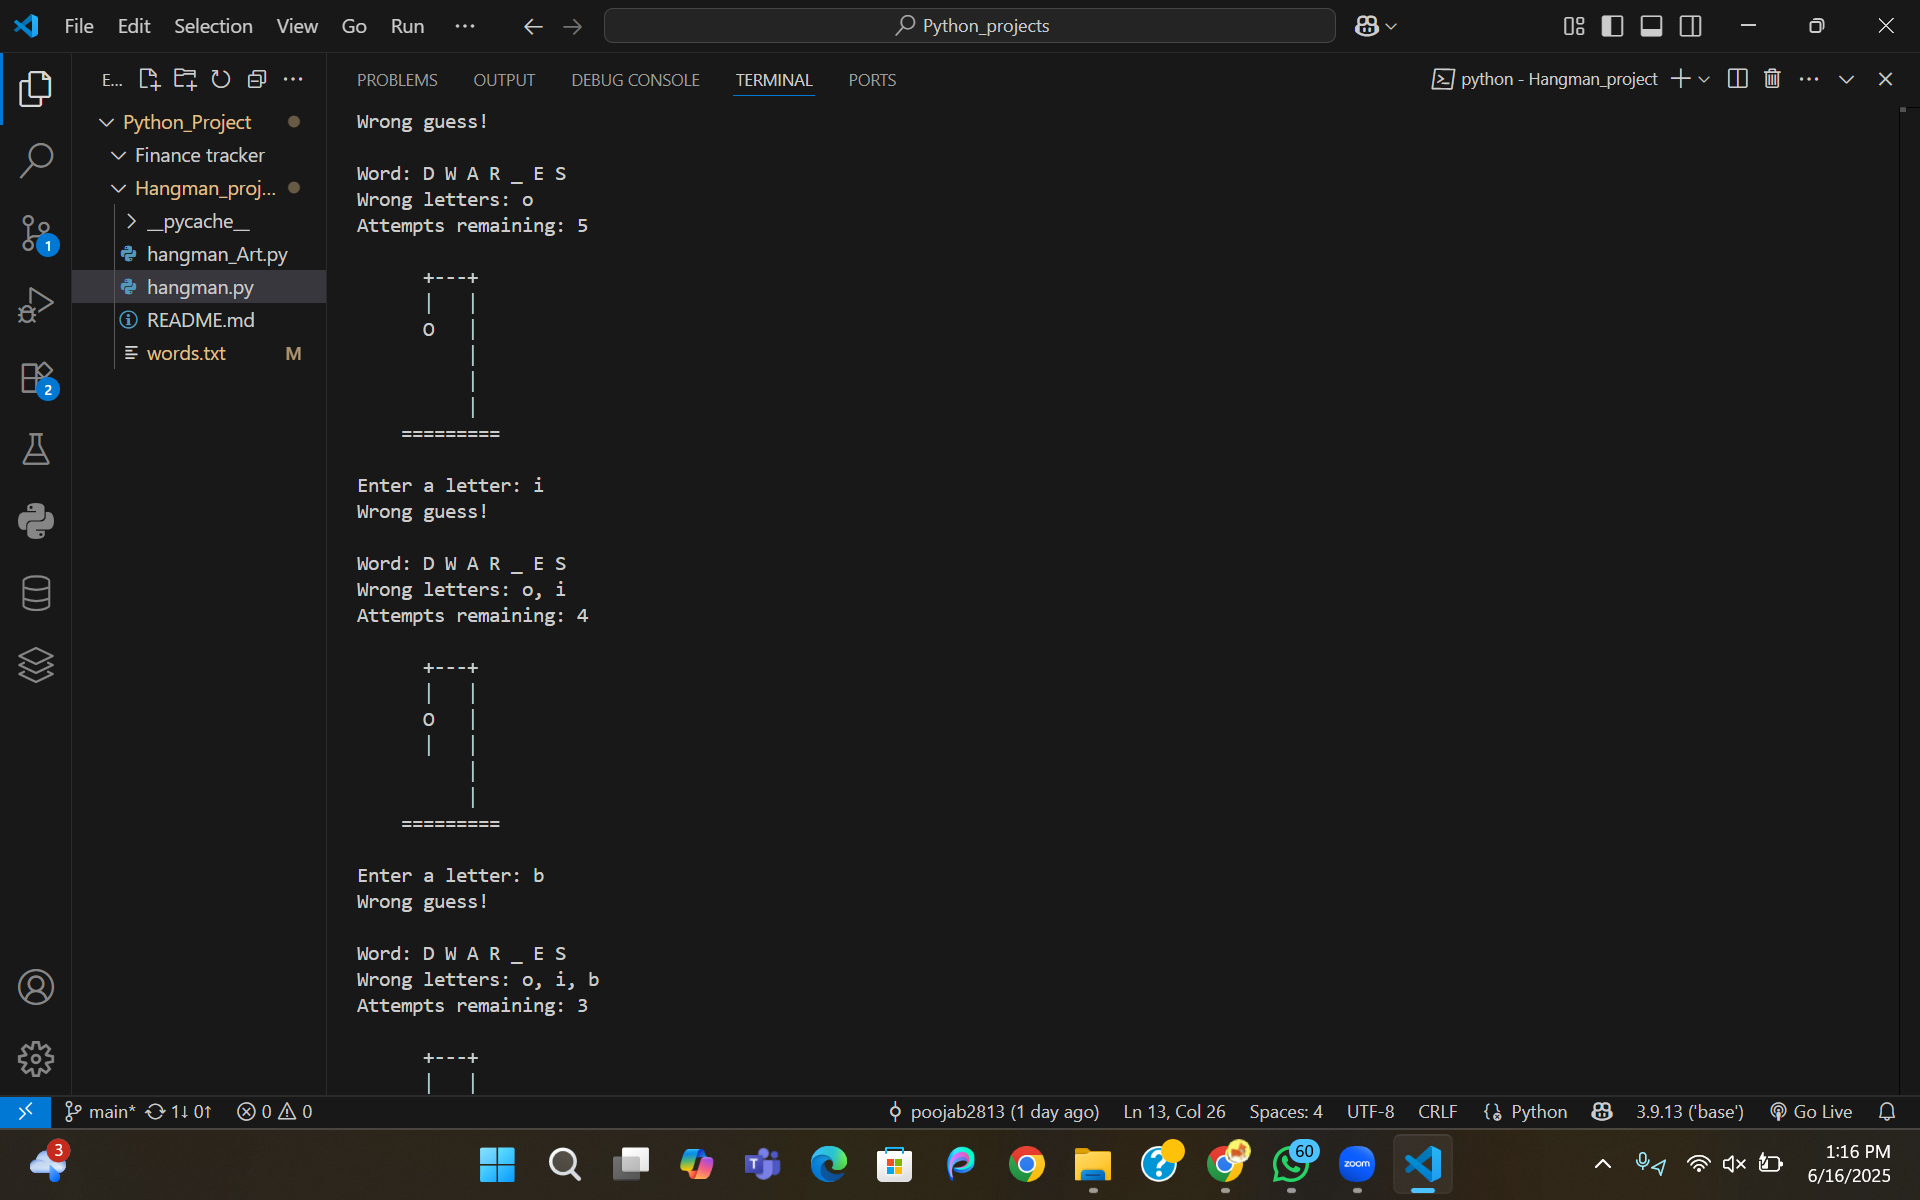 File Edit Selection View Go Run ··· Python_projects
E... PROBLEMS OUTPUT DEBUG CONSOLE TERMINAL PORTS python - Hangman_project
Python_Project
Finance tracker
Hangman_proj...
__pycache__
hangman_Art.py
hangman.py
README.md
words.txt M
1
2
Wrong guess!
Word: D W A R _ E S
Wrong letters: o
Attempts remaining: 5
+---+
|   |
O   |
    |
    |
    |
=========
Enter a letter: i
Wrong guess!
Word: D W A R _ E S
Wrong letters: o, i
Attempts remaining: 4
+---+
|   |
O   |
|   |
    |
    |
=========
Enter a letter: b
Wrong guess!
Word: D W A R _ E S
Wrong letters: o, i, b
Attempts remaining: 3
+---+
|   |
main* 1↓ 0↑ 0 0 poojab2813 (1 day ago) Ln 13, Col 26 Spaces: 4 UTF-8 CRLF Python 3.9.13 ('base') Go Live
3 60 zoom 1:16 PM
6/16/2025